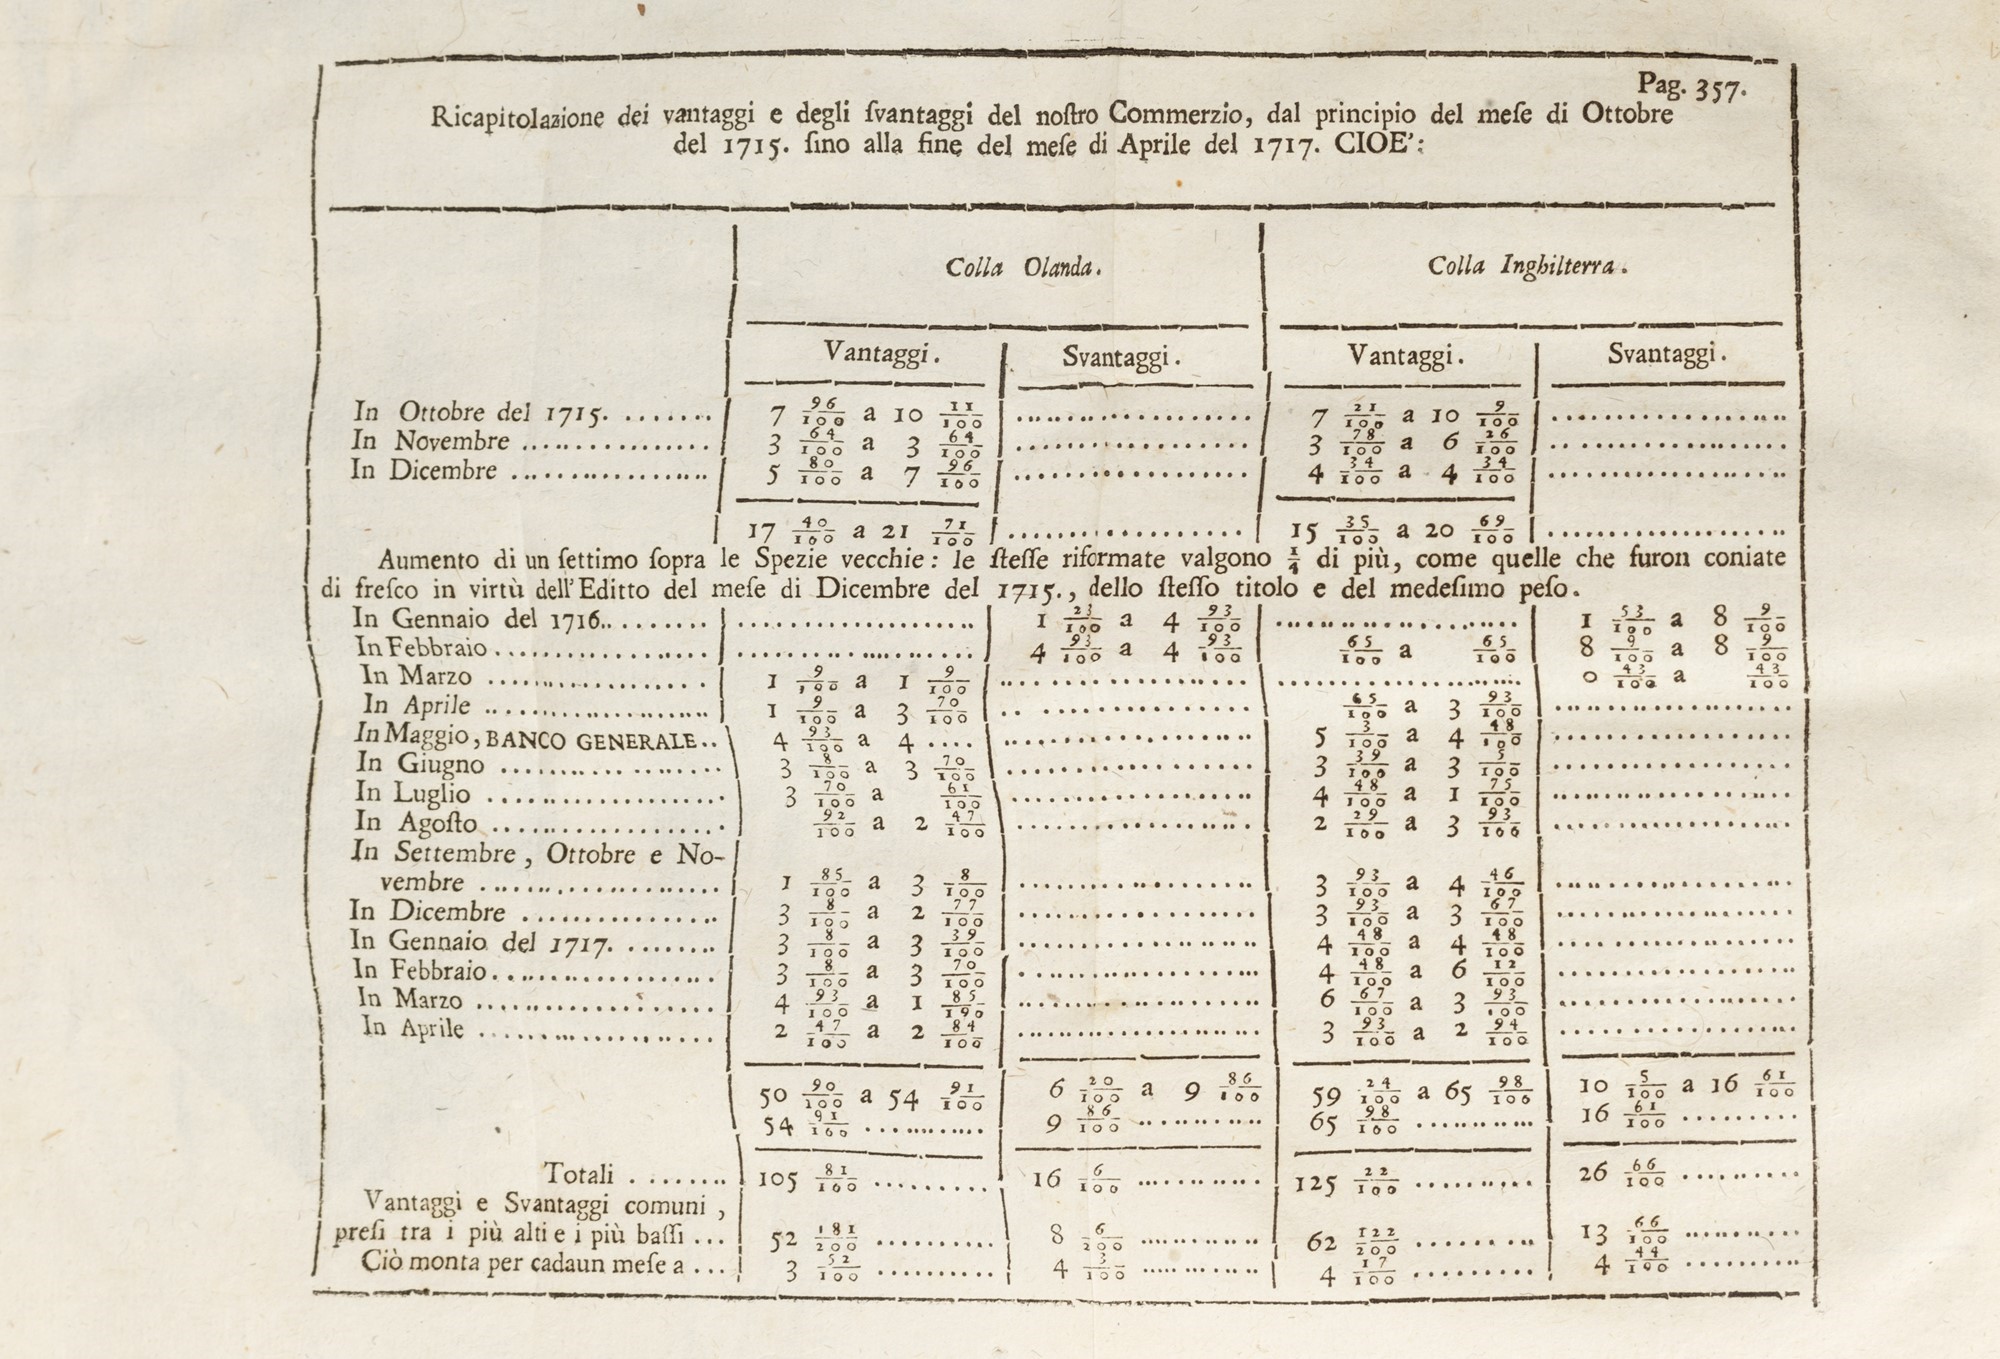 Pag. 357.
Ricapitolazione dei vantaggi e degli ſvantaggi del noſtro Commerzio, dal principio del meſe di Ottobre
del 1715. ſino alla fine del meſe di Aprile del 1717. CIOE':
Colla Olanda. Colla Inghilterra.
Vantaggi. Svantaggi. Vantaggi. Svantaggi.
In Ottobre del 1715. ....... 7 96/100 a 10 11/100 .................. 7 21/100 a 10 9/100 ..................
In Novembre ................ 3 64/100 a 3 64/100 .................. 3 78/100 a 6 26/100 ..................
In Dicembre ................ 5 80/100 a 7 96/100 .................. 4 34/100 a 4 34/100 ..................
17 40/100 a 21 71/100 .................. 15 35/100 a 20 69/100 ..................
Aumento di un ſettimo ſopra le Spezie vecchie: le ſteſſe riformate valgono 1/4 di più, come quelle che furon coniate
di freſco in virtù dell'Editto del meſe di Dicembre del 1715., dello ſteſſo titolo e del medeſimo peſo.
In Gennaio del 1716......... .................. 1 23/100 a 4 93/100 .................. 1 53/100 a 8 9/100
In Febbraio.................. .................. 4 93/100 a 4 93/100 65/100 a 65/100 8 9/100 a 8 9/100
In Marzo .................. 1 9/100 a 1 9/100 .................. .................. 0 43/100 a 43/100
In Aprile .................. 1 9/100 a 3 70/100 .................. 65/100 a 3 93/100 ..................
In Maggio, BANCO GENERALE.. 4 93/100 a 4 .... .................. 5 3/100 a 4 48/100 ..................
In Giugno .................. 3 8/100 a 3 70/100 .................. 3 39/100 a 3 5/100 ..................
In Luglio .................. 3 70/100 a 61/100 .................. 4 48/100 a 1 75/100 ..................
In Agoſto .................. 92/100 a 2 47/100 .................. 2 29/100 a 3 93/100 ..................
In Settembre, Ottobre e No-
vembre .................. 1 85/100 a 3 8/100 .................. 3 93/100 a 4 46/100 ..................
In Dicembre ................ 3 8/100 a 2 77/100 .................. 3 93/100 a 3 67/100 ..................
In Gennaio del 1717. ....... 3 8/100 a 3 39/100 .................. 4 48/100 a 4 48/100 ..................
In Febbraio.................. 3 8/100 a 3 70/100 .................. 4 48/100 a 6 12/100 ..................
In Marzo .................. 4 93/100 a 1 85/190 .................. 6 67/100 a 3 93/100 ..................
In Aprile .................. 2 47/100 a 2 84/100 .................. 3 93/100 a 2 94/100 ..................
50 90/100 a 54 91/100 6 20/100 a 9 86/100 59 24/100 a 65 98/100 10 5/100 a 16 61/100
54 91/100 .......... 9 86/100 .......... 65 98/100 .......... 16 61/100 .........
Totali ........ 105 81/100 ......... 16 6/100 .......... 125 22/100 ......... 26 66/100 .........
Vantaggi e Svantaggi comuni,
preſi tra i più alti e i più baſſi ... 52 181/200 ......... 8 6/200 .......... 62 122/200 ......... 13 66/100 .........
Ciò monta per cadaun meſe a ... 3 52/100 ......... 4 3/100 .......... 4 17/100 ......... 4 44/100 .........